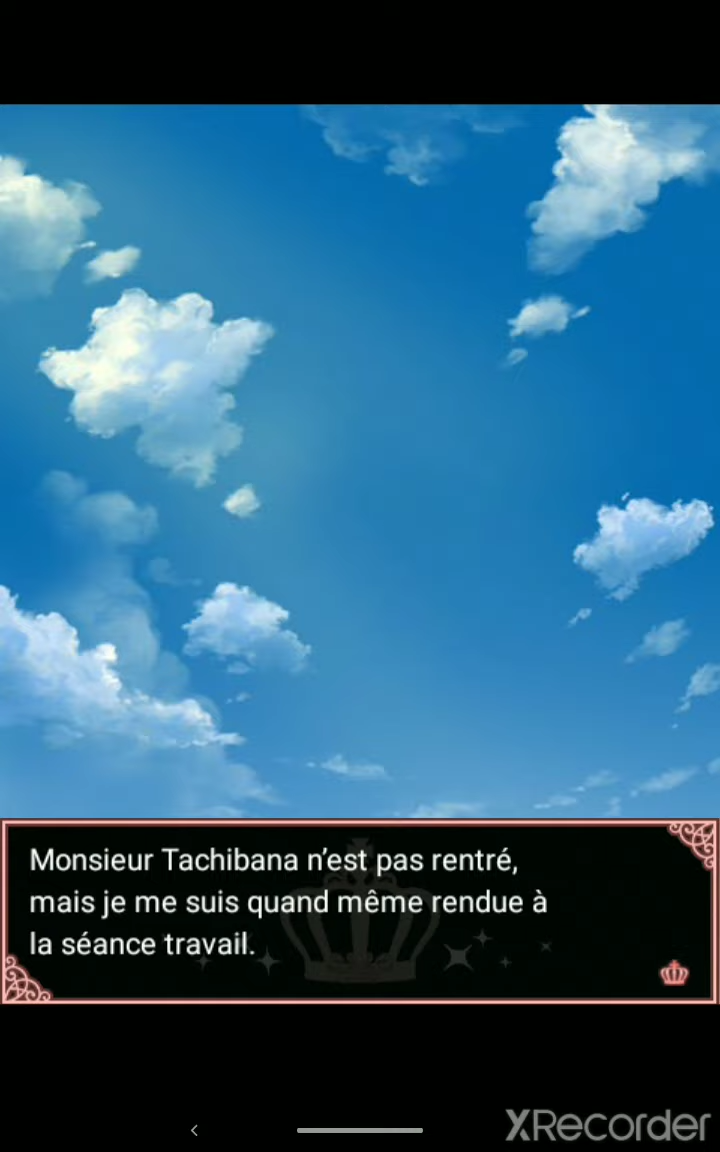 Monsieur Tachibana n’est pas rentré,
mais je me suis quand même rendue à
la séance travail.
XRecorder